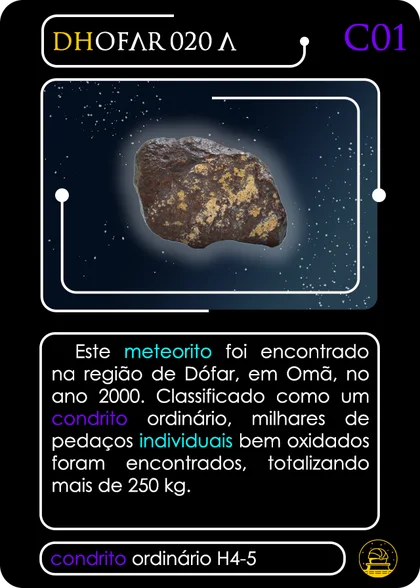 DHOFAR 020 A
C01
Este meteorito foi encontrado
na região de Dófar, em Omã, no
ano 2000. Classificado como um
condrito ordinário, milhares de
pedaços individuais bem oxidados
foram encontrados, totalizando
mais de 250 kg.
condrito ordinário H4-5